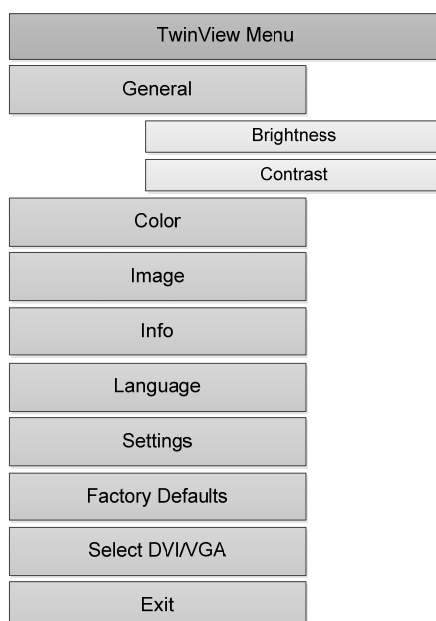 TwinView Menu
General
Brightness
Contrast
Color
Image
Info
Language
Settings
Factory Defaults
Select DVI/VGA
Exit